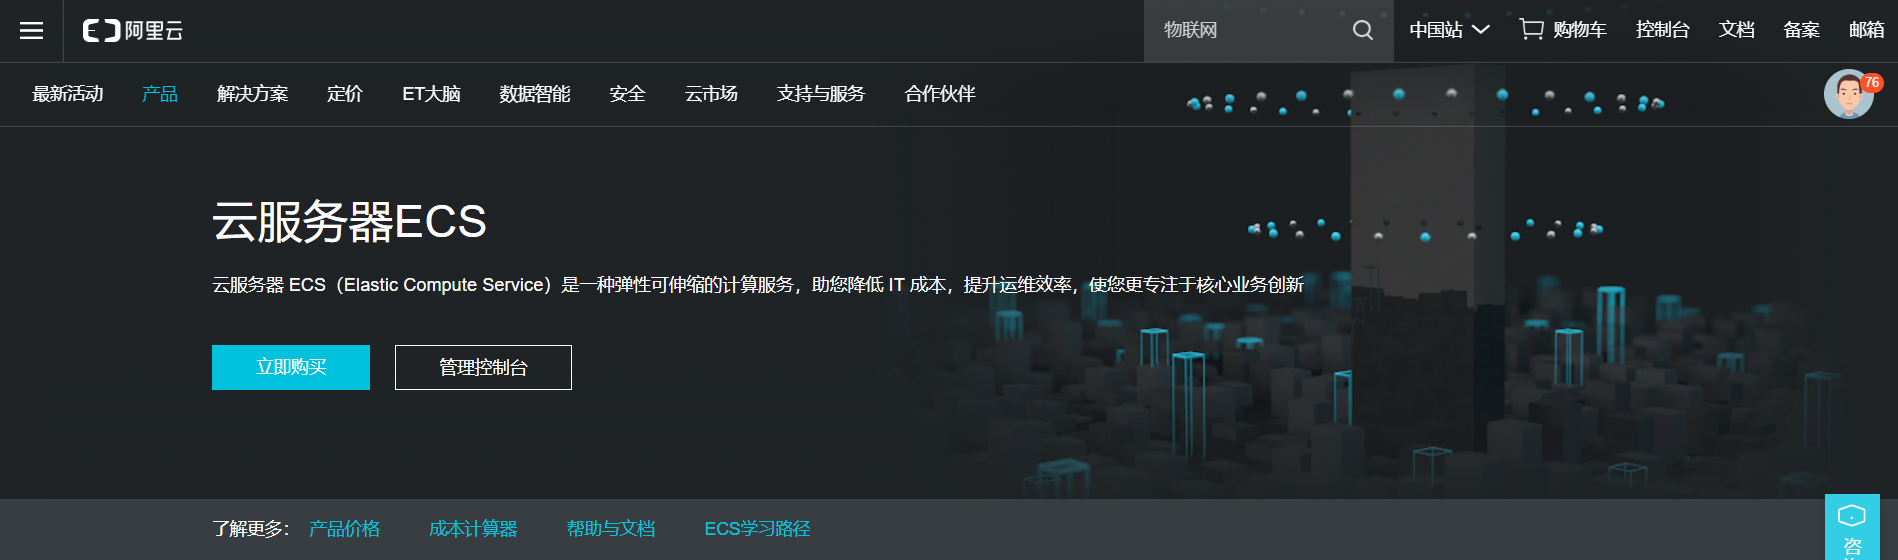 阿里云
物联网
中国站
购物车
控制台
文档
备案
邮箱
最新活动
产品
解决方案
定价
ET大脑
数据智能
安全
云市场
支持与服务
合作伙伴
76
云服务器ECS
云服务器 ECS（Elastic Compute Service）是一种弹性可伸缩的计算服务，助您降低 IT 成本，提升运维效率，使您更专注于核心业务创新
立即购买
管理控制台
了解更多：
产品价格
成本计算器
帮助与文档
ECS学习路径
咨